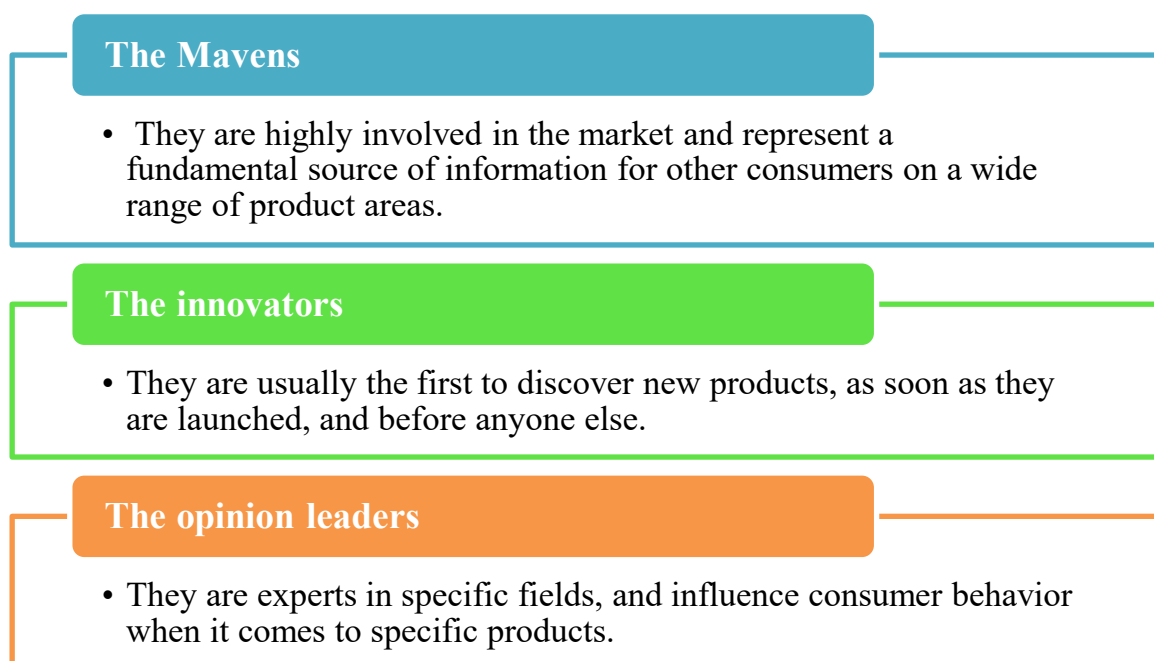 The Mavens
• They are highly involved in the market and represent a
fundamental source of information for other consumers on a wide
range of product areas.
The innovators
• They are usually the first to discover new products, as soon as they
are launched, and before anyone else.
The opinion leaders
• They are experts in specific fields, and influence consumer behavior
when it comes to specific products.